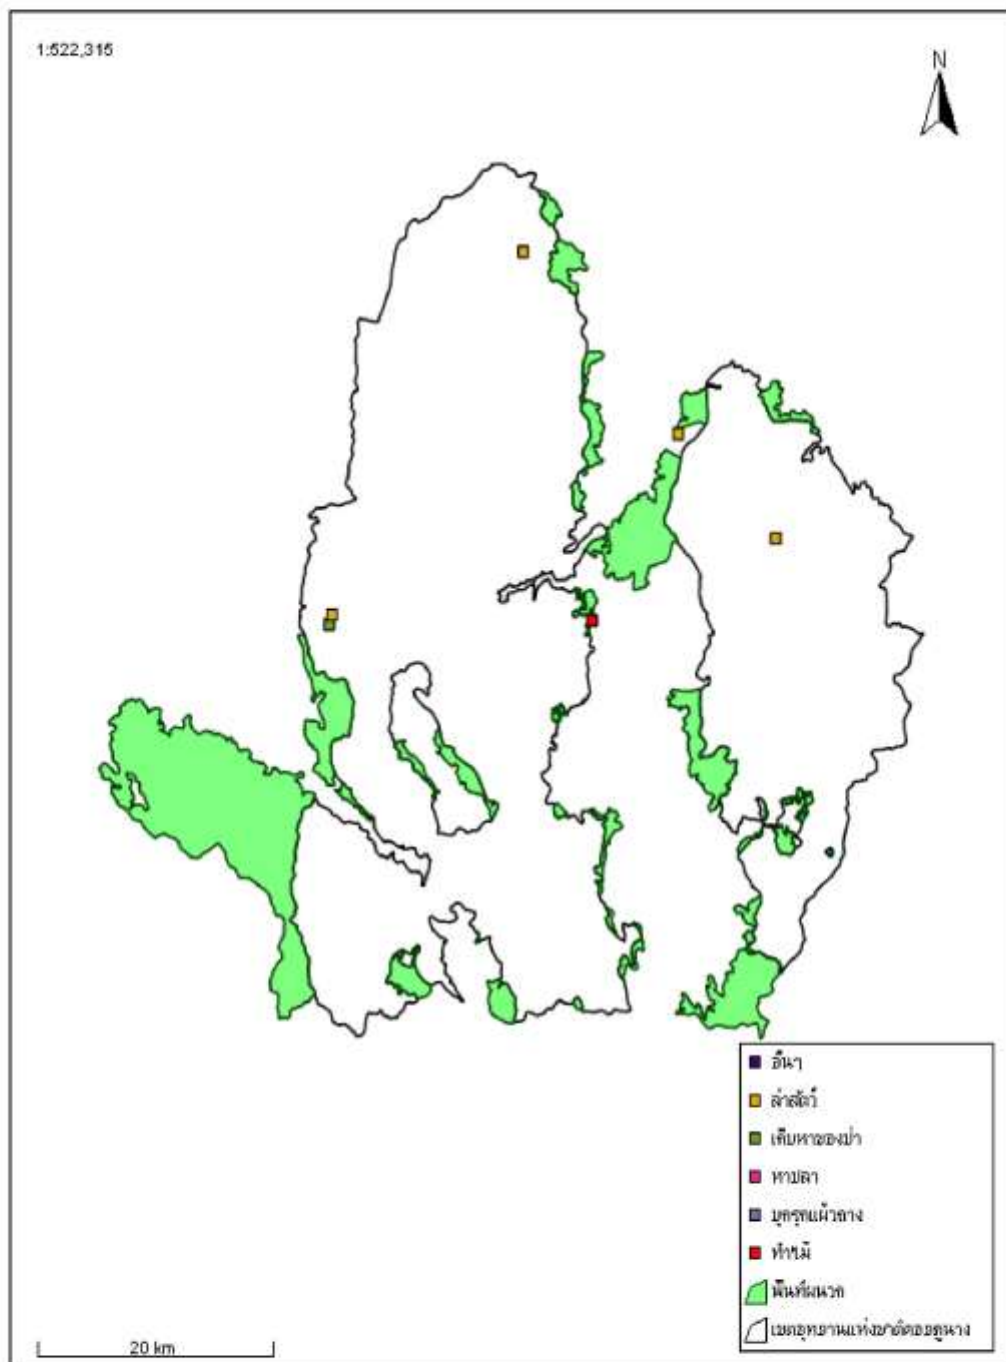 1:522,315
N
อื่นๆ
ล่าสัตว์
เก็บหาของป่า
หาปลา
บุกรุกแผ้วถาง
ทำไม้
พื้นที่ผนวก
เขตอุทยานแห่งชาติดอยภูนาง
20 km